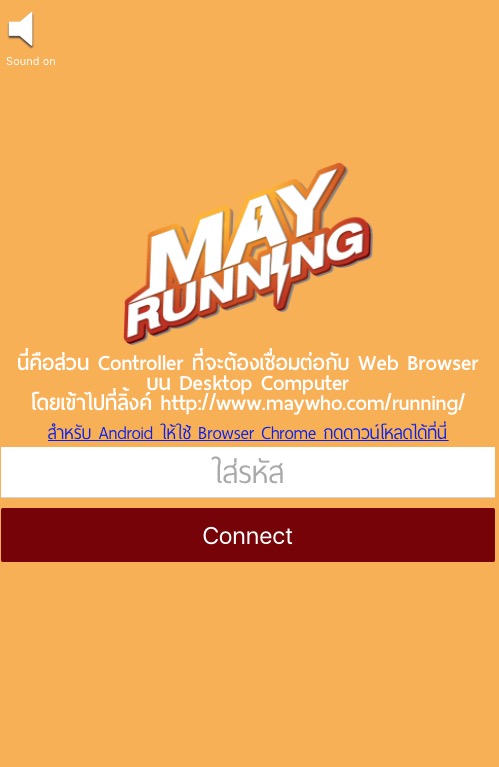 Sound on
MAY
RUNNING
นี่คือส่วน Controller ที่จะต้องเชื่อมต่อกับ Web Browser
บน Desktop Computer
โดยเข้าไปที่ลิ้งค์ http://www.maywho.com/running/
สำหรับ Android ให้ใช้ Browser Chrome กดดาวน์โหลดได้ที่นี่
ใส่รหัส
Connect